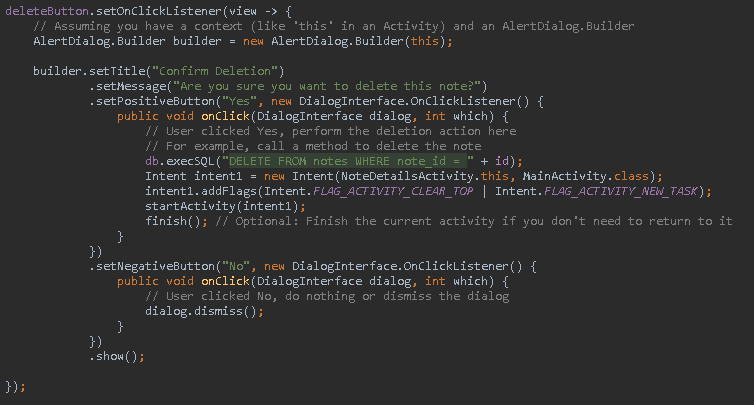 deleteButton.setOnClickListener(view -> {
    // Assuming you have a context (like 'this' in an Activity) and an AlertDialog.Builder
    AlertDialog.Builder builder = new AlertDialog.Builder(this);

    builder.setTitle("Confirm Deletion")
            .setMessage("Are you sure you want to delete this note?")
            .setPositiveButton("Yes", new DialogInterface.OnClickListener() {
                public void onClick(DialogInterface dialog, int which) {
                    // User clicked Yes, perform the deletion action here
                    // For example, call a method to delete the note
                    db.execSQL("DELETE FROM notes WHERE note_id = " + id);
                    Intent intent1 = new Intent(NoteDetailsActivity.this, MainActivity.class);
                    intent1.addFlags(Intent.FLAG_ACTIVITY_CLEAR_TOP | Intent.FLAG_ACTIVITY_NEW_TASK);
                    startActivity(intent1);
                    finish(); // Optional: Finish the current activity if you don't need to return to it
                }
            })
            .setNegativeButton("No", new DialogInterface.OnClickListener() {
                public void onClick(DialogInterface dialog, int which) {
                    // User clicked No, do nothing or dismiss the dialog
                    dialog.dismiss();
                }
            })
            .show();

});